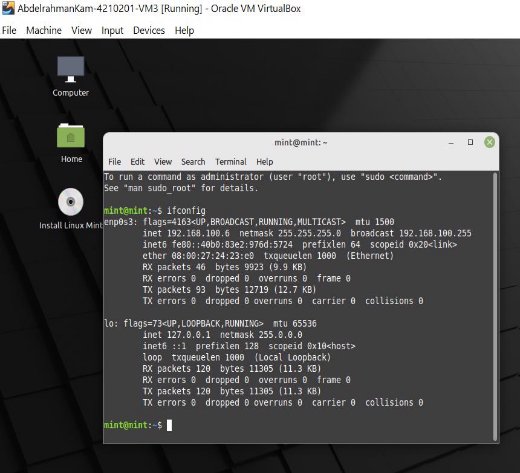 AbdelrahmanKam-4210201-VM3 [Running] - Oracle VM VirtualBox
File Machine View Input Devices Help
Computer
Home
Install Linux Mint
mint@mint: ~
File Edit View Search Terminal Help
To run a command as administrator (user "root"), use "sudo <command>".
See "man sudo_root" for details.
mint@mint:~$ ifconfig
enp0s3: flags=4163<UP,BROADCAST,RUNNING,MULTICAST> mtu 1500
inet 192.168.100.6 netmask 255.255.255.0 broadcast 192.168.100.255
inet6 fe80::40b0:83e2:976d:5724 prefixlen 64 scopeid 0x20<link>
ether 08:00:27:24:23:e0 txqueuelen 1000 (Ethernet)
RX packets 46 bytes 9923 (9.9 KB)
RX errors 0 dropped 0 overruns 0 frame 0
TX packets 93 bytes 12719 (12.7 KB)
TX errors 0 dropped 0 overruns 0 carrier 0 collisions 0
lo: flags=73<UP,LOOPBACK,RUNNING> mtu 65536
inet 127.0.0.1 netmask 255.0.0.0
inet6 ::1 prefixlen 128 scopeid 0x10<host>
loop txqueuelen 1000 (Local Loopback)
RX packets 120 bytes 11305 (11.3 KB)
RX errors 0 dropped 0 overruns 0 frame 0
TX packets 120 bytes 11305 (11.3 KB)
TX errors 0 dropped 0 overruns 0 carrier 0 collisions 0
mint@mint:~$